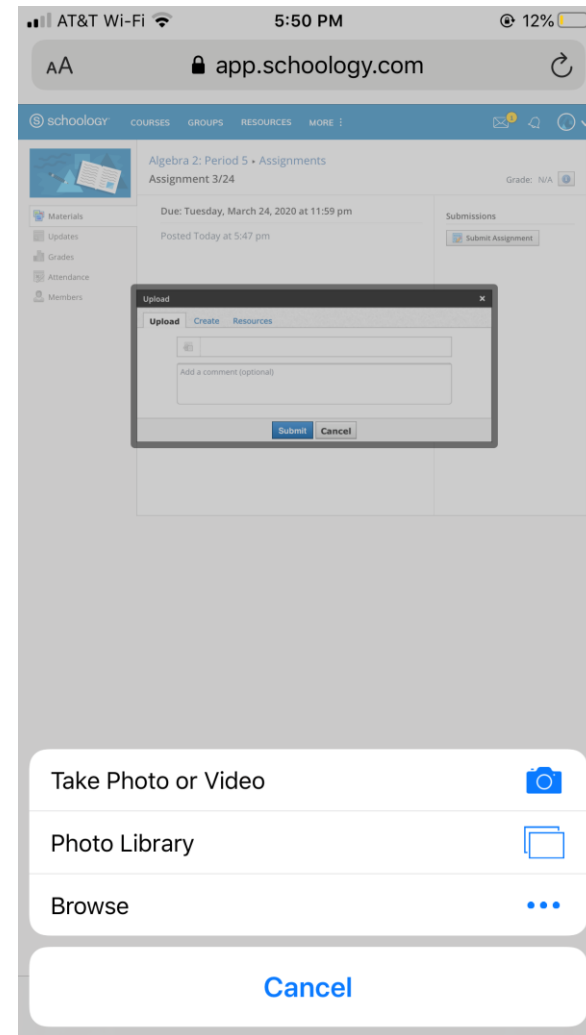 AT&T Wi-Fi 5:50 PM 12%
AA app.schoology.com
S schoology COURSES GROUPS RESOURCES MORE
Algebra 2: Period 5 • Assignments
Assignment 3/24 Grade: N/A
Materials
Updates
Grades
Attendance
Members
Due: Tuesday, March 24, 2020 at 11:59 pm
Posted Today at 5:47 pm
Submissions
Submit Assignment
Upload ×
Upload Create Resources
Add a comment (optional)
Submit Cancel
Take Photo or Video
Photo Library
Browse
Cancel